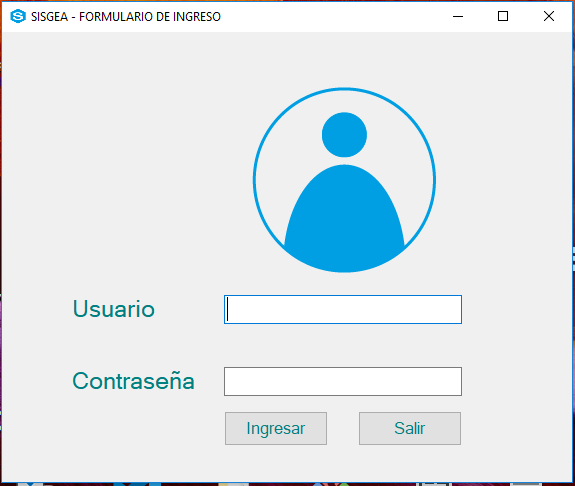 SISGEA - FORMULARIO DE INGRESO
Usuario
Contraseña
Ingresar
Salir